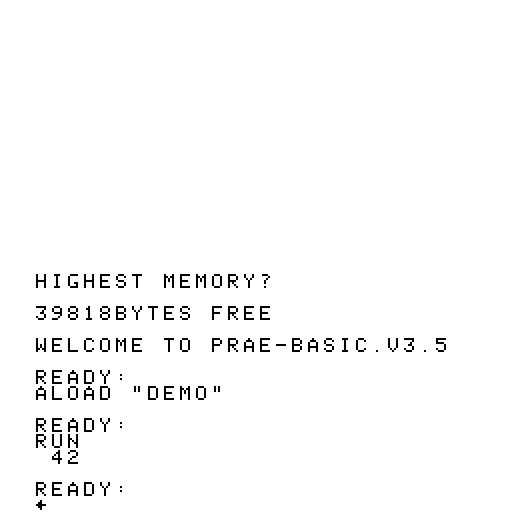 HIGHEST MEMORY?
39818BYTES FREE
WELCOME TO PRAE-BASIC.V3.5
READY:
ALOAD "DEMO"
READY:
RUN
42
READY: